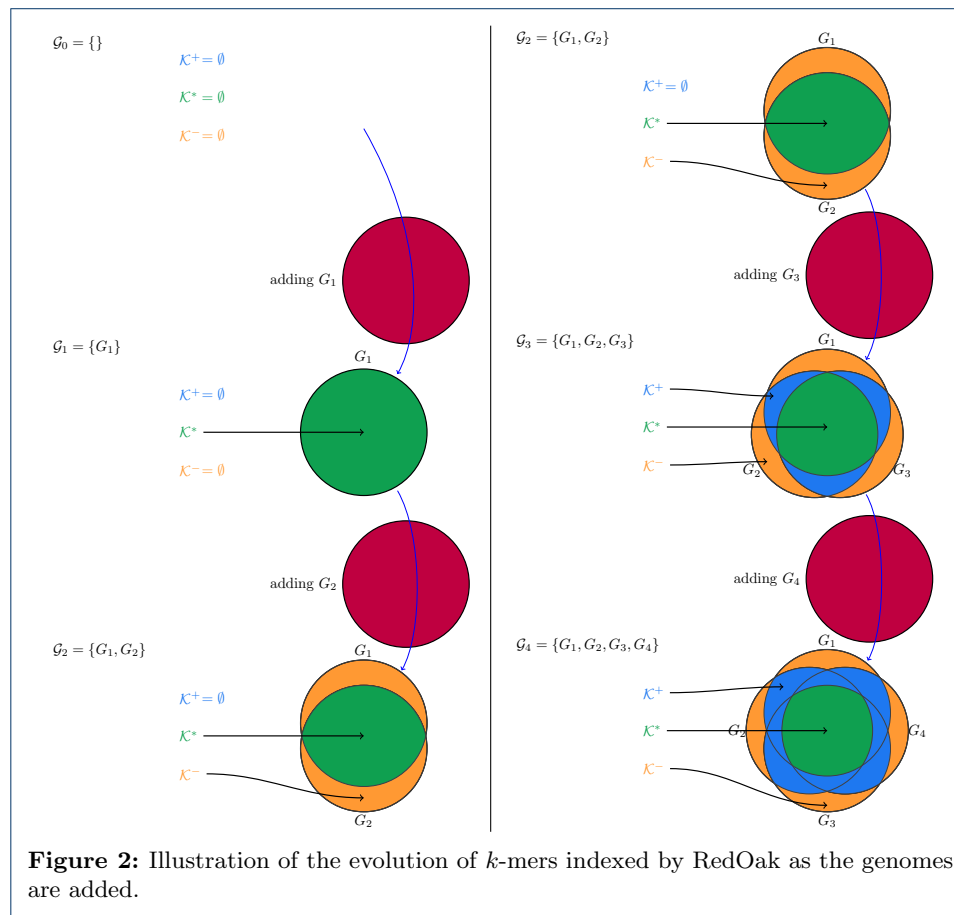 𝒢₀ = {}
𝒦⁺ = ∅
𝒦* = ∅
𝒦⁻ = ∅
adding G₁
𝒢₁ = {G₁}
G₁
𝒦⁺ = ∅
𝒦*
𝒦⁻ = ∅
adding G₂
𝒢₂ = {G₁, G₂}
G₁
𝒦⁺ = ∅
𝒦*
𝒦⁻
G₂
𝒢₂ = {G₁, G₂}
G₁
𝒦⁺ = ∅
𝒦*
𝒦⁻
G₂
adding G₃
𝒢₃ = {G₁, G₂, G₃}
G₁
𝒦⁺
𝒦*
𝒦⁻
G₂
G₃
adding G₄
𝒢₄ = {G₁, G₂, G₃, G₄}
G₁
𝒦⁺
𝒦*
G₂
G₄
𝒦⁻
G₃
Figure 2: Illustration of the evolution of k-mers indexed by RedOak as the genomes
are added.